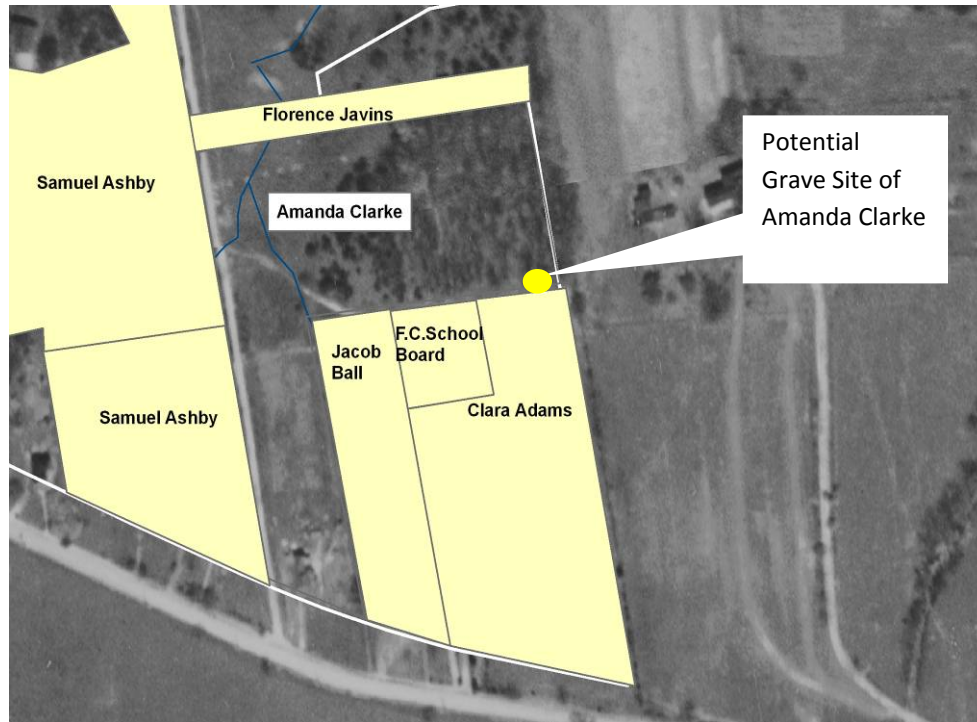 Florence Javins
Potential
Grave Site of
Amanda Clarke
Samuel Ashby
Amanda Clarke
Jacob
Ball
F.C.School
Board
Clara Adams
Samuel Ashby